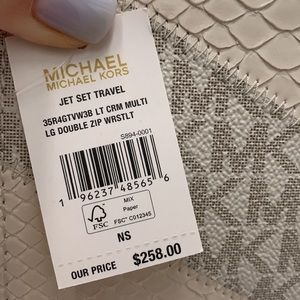 MICHAEL
MICHAEL KORS
JET SET TRAVEL
35R4GTVW3B LT CRM MULTI
LG DOUBLE ZIP WRSTLT
S894-0001
1 96237 48565 6
FSC
MIX
Paper
FSC® C012345
NS
OUR PRICE $258.00